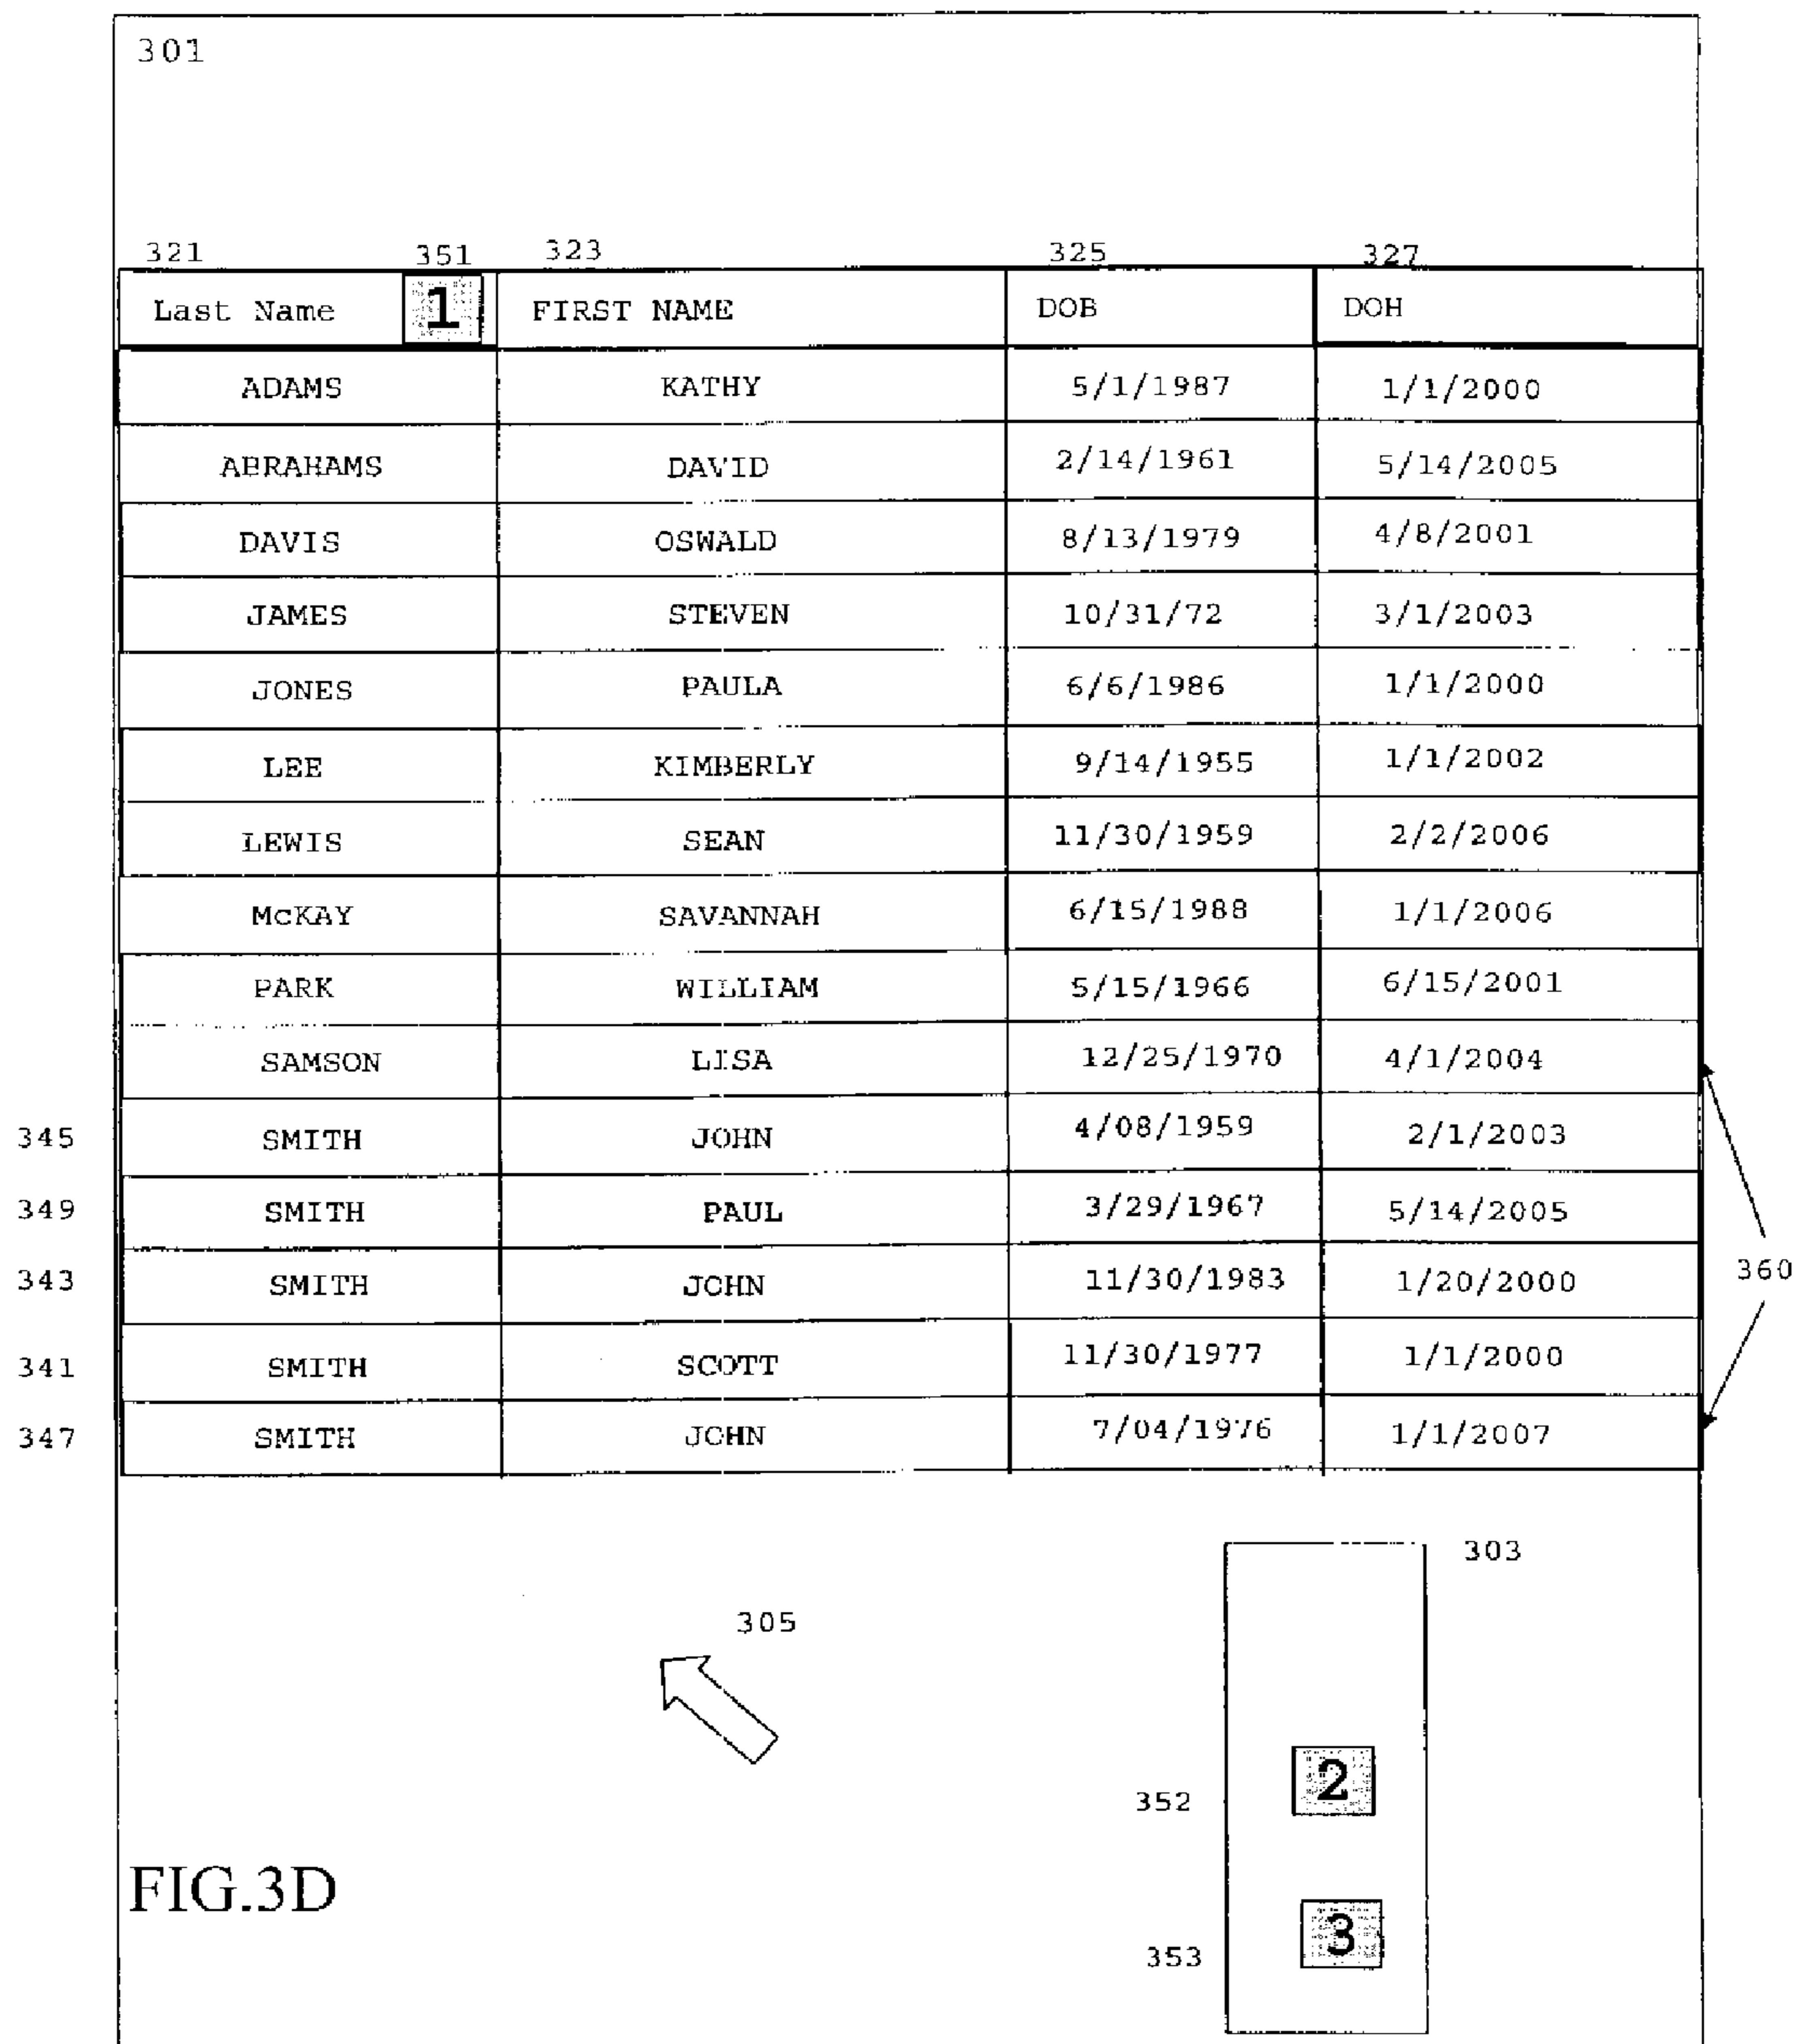 301
321 351 323 325 327
Last Name 1 FIRST NAME DOB DOH
ADAMS KATHY 5/1/1987 1/1/2000
ABRAHAMS DAVID 2/14/1961 5/14/2005
DAVIS OSWALD 8/13/1979 4/8/2001
JAMES STEVEN 10/31/72 3/1/2003
JONES PAULA 6/6/1986 1/1/2000
LEE KIMBERLY 9/14/1955 1/1/2002
LEWIS SEAN 11/30/1959 2/2/2006
McKAY SAVANNAH 6/15/1988 1/1/2006
PARK WILLIAM 5/15/1966 6/15/2001
SAMSON LISA 12/25/1970 4/1/2004
345 SMITH JOHN 4/08/1959 2/1/2003
349 SMITH PAUL 3/29/1967 5/14/2005
343 SMITH JOHN 11/30/1983 1/20/2000 360
341 SMITH SCOTT 11/30/1977 1/1/2000
347 SMITH JOHN 7/04/1976 1/1/2007
303
305
352 2
FIG.3D
353 3